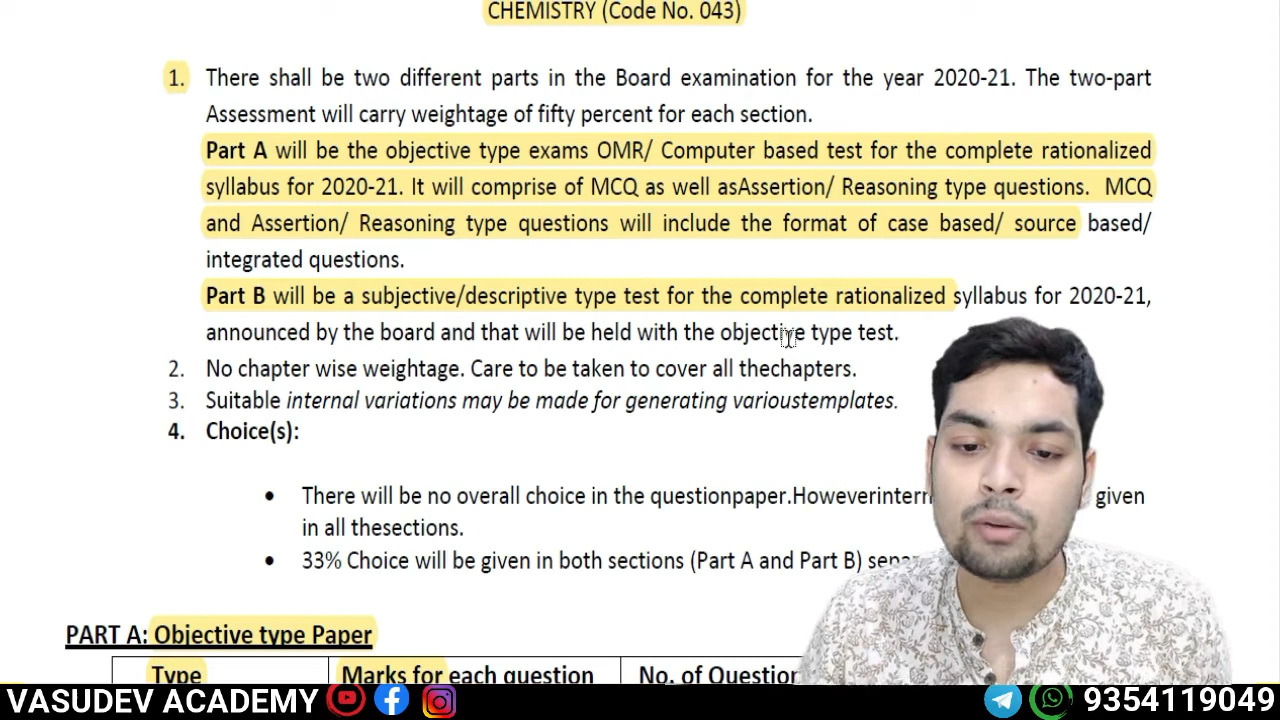 CHEMISTRY (Code No. 043)
1. There shall be two different parts in the Board examination for the year 2020-21. The two-part
Assessment will carry weightage of fifty percent for each section.
Part A will be the objective type exams OMR/ Computer based test for the complete rationalized
syllabus for 2020-21. It will comprise of MCQ as well asAssertion/ Reasoning type questions. MCQ
and Assertion/ Reasoning type questions will include the format of case based/ source based/
integrated questions.
Part B will be a subjective/descriptive type test for the complete rationalized syllabus for 2020-21,
announced by the board and that will be held with the objective type test.
2. No chapter wise weightage. Care to be taken to cover all thechapters.
3. Suitable internal variations may be made for generating varioustemplates.
4. Choice(s):
• There will be no overall choice in the questionpaper. given
in all thesections.
• 33% Choice will be given in both sections (Part A and Part B)
PART A: Objective type Paper
Type Marks for each question No. of
VASUDEV ACADEMY 9354119049